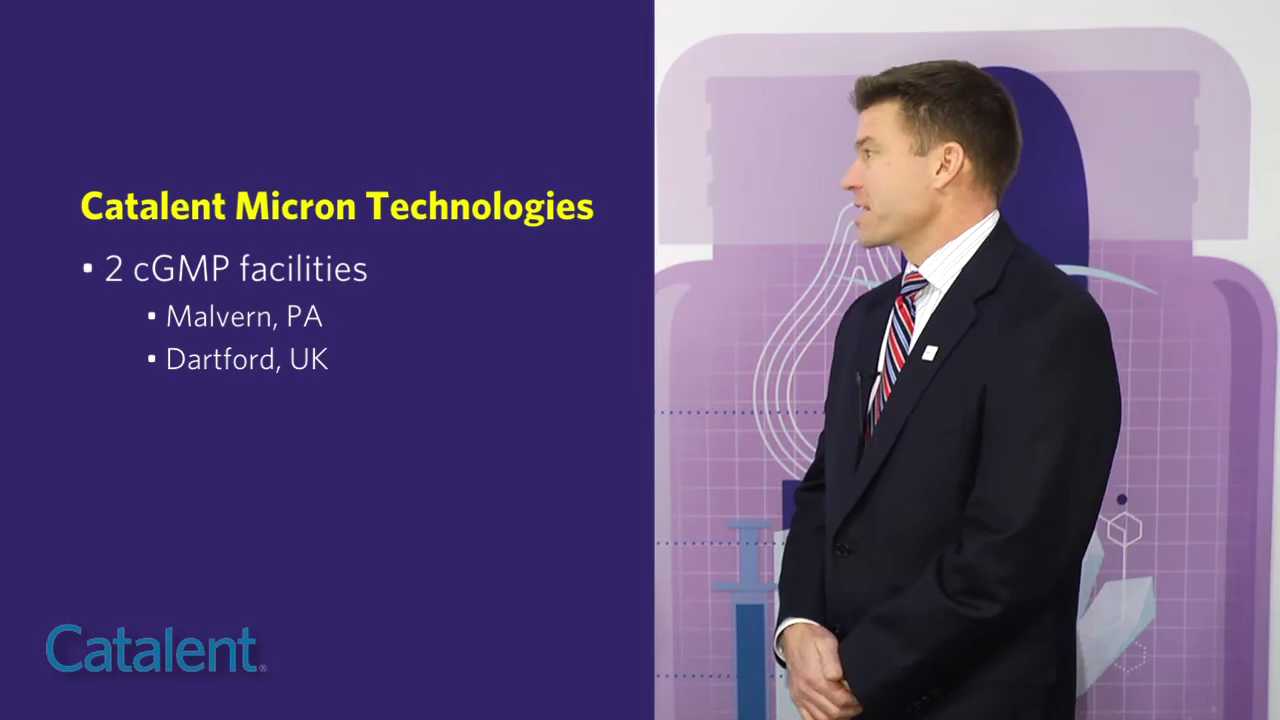 Catalent Micron Technologies
• 2 cGMP facilities
• Malvern, PA
• Dartford, UK
Catalent®